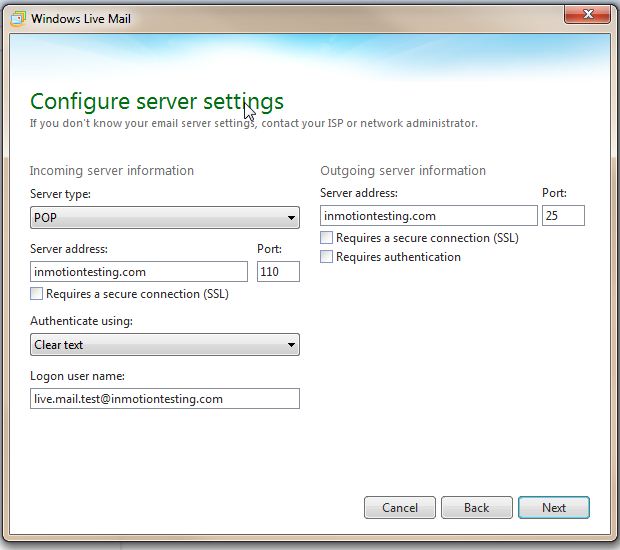 Windows Live Mail
Configure server settings
If you don't know your email server settings, contact your ISP or network administrator.
Incoming server information
Server type:
POP
Server address:
Port:
inmotiontesting.com
110
Requires a secure connection (SSL)
Authenticate using:
Clear text
Logon user name:
live.mail.test@inmotiontesting.com
Outgoing server information
Server address:
Port:
inmotiontesting.com
25
Requires a secure connection (SSL)
Requires authentication
Cancel
Back
Next